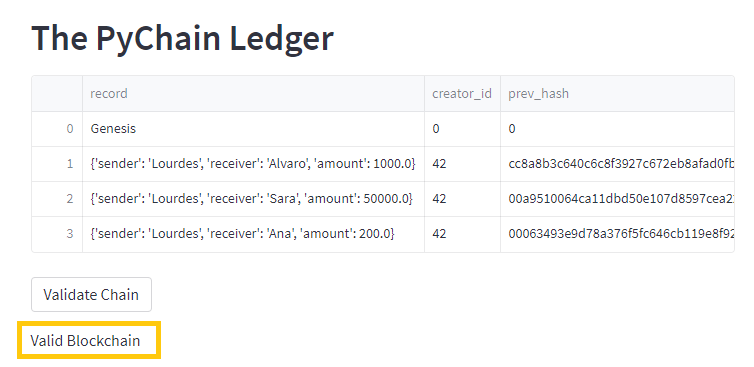 The PyChain Ledger
record creator_id prev_hash
0 Genesis 0 0
1 {'sender': 'Lourdes', 'receiver': 'Alvaro', 'amount': 1000.0} 42 cc8a8b3c640c6c8f3927c672eb8afad0fb
2 {'sender': 'Lourdes', 'receiver': 'Sara', 'amount': 50000.0} 42 00a9510064ca11dbd50e107d8597cea2
3 {'sender': 'Lourdes', 'receiver': 'Ana', 'amount': 200.0} 42 00063493e9d78a376f5fc646cb119e8f92
Validate Chain
Valid Blockchain